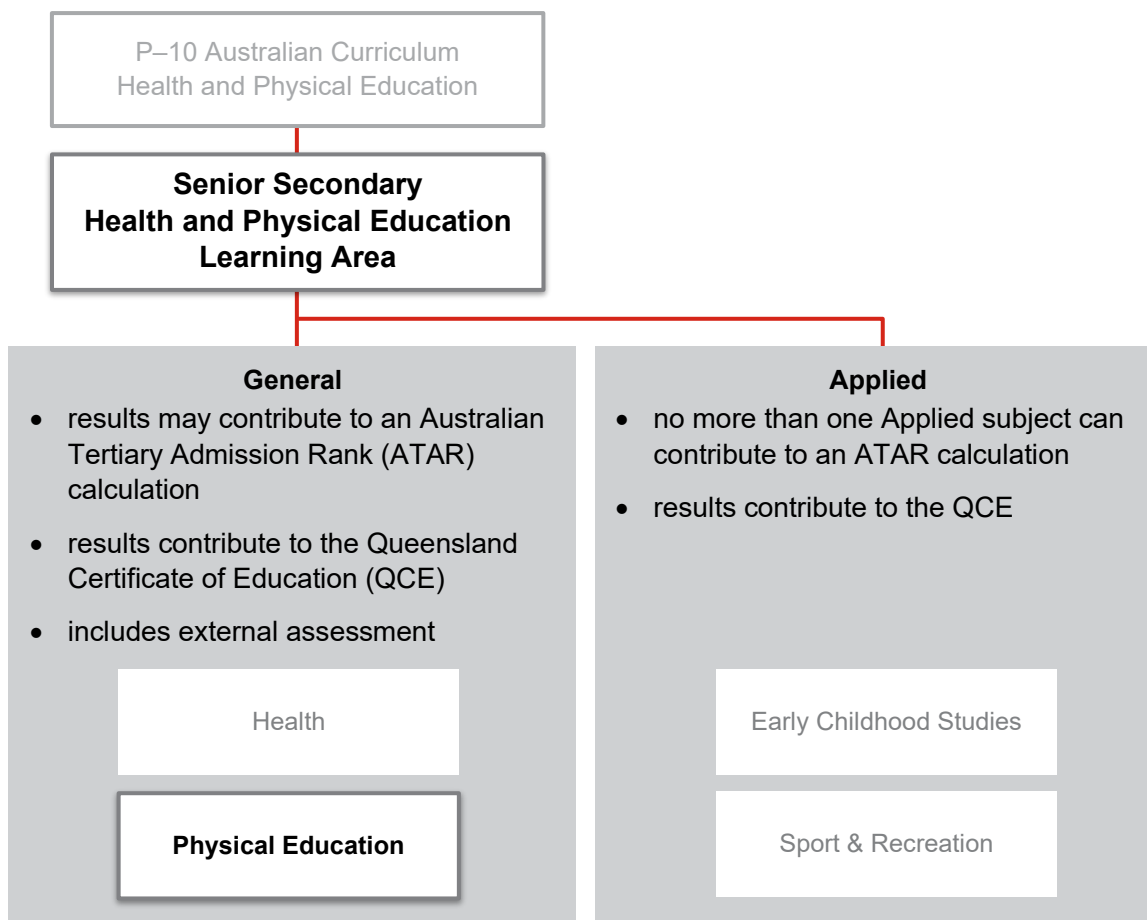 P–10 Australian Curriculum
Health and Physical Education
Senior Secondary
Health and Physical Education
Learning Area
General
• results may contribute to an Australian
Tertiary Admission Rank (ATAR)
calculation
• results contribute to the Queensland
Certificate of Education (QCE)
• includes external assessment
Health
Physical Education
Applied
• no more than one Applied subject can
contribute to an ATAR calculation
• results contribute to the QCE
Early Childhood Studies
Sport & Recreation